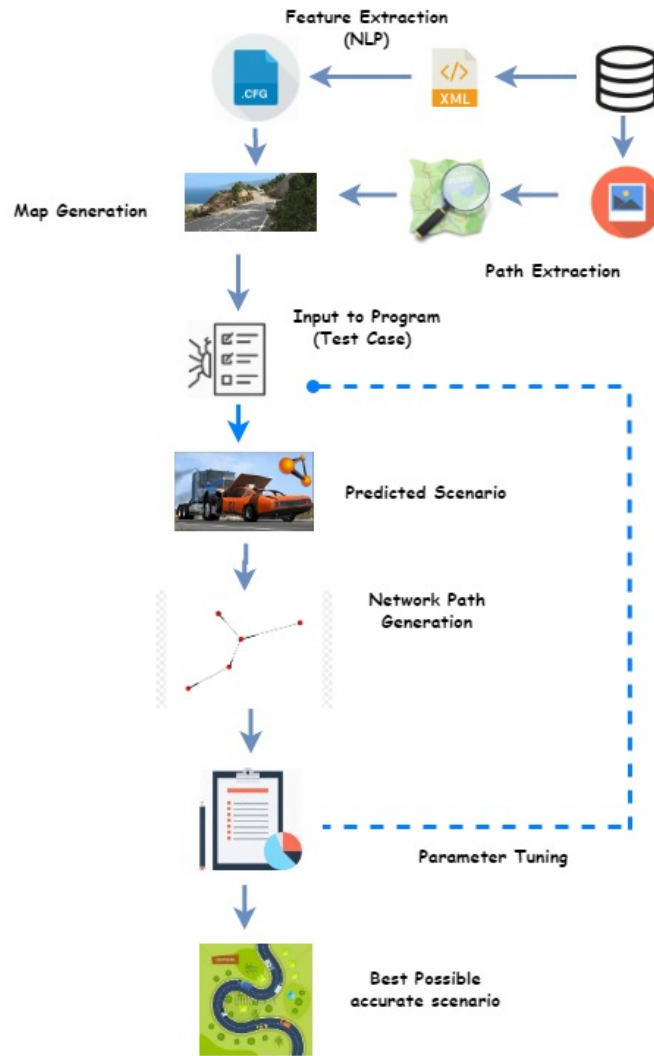 Feature Extraction
(NLP)
.CFG
</>
XML
Map Generation
Path Extraction
Input to Program
(Test Case)
Predicted Scenario
Network Path
Generation
Parameter Tuning
Best Possible
accurate scenario